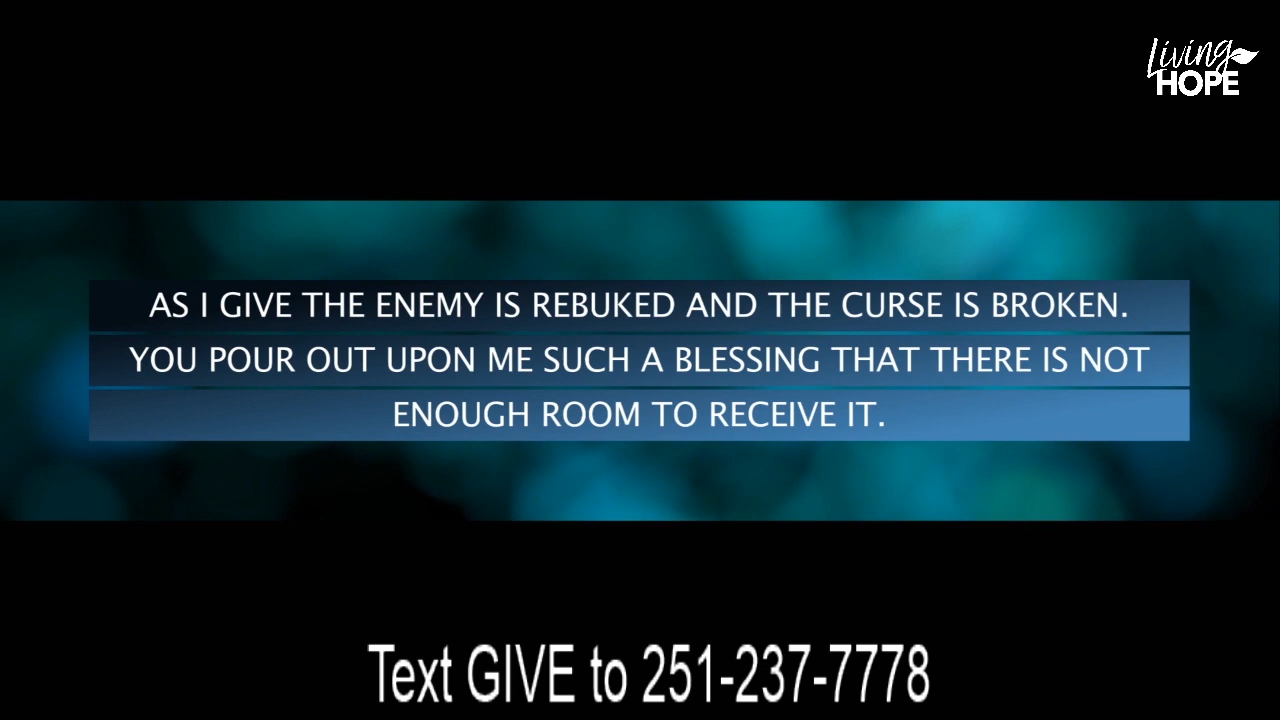 Living
HOPE
AS I GIVE THE ENEMY IS REBUKED AND THE CURSE IS BROKEN.
YOU POUR OUT UPON ME SUCH A BLESSING THAT THERE IS NOT
ENOUGH ROOM TO RECEIVE IT.
Text GIVE to 251-237-7778